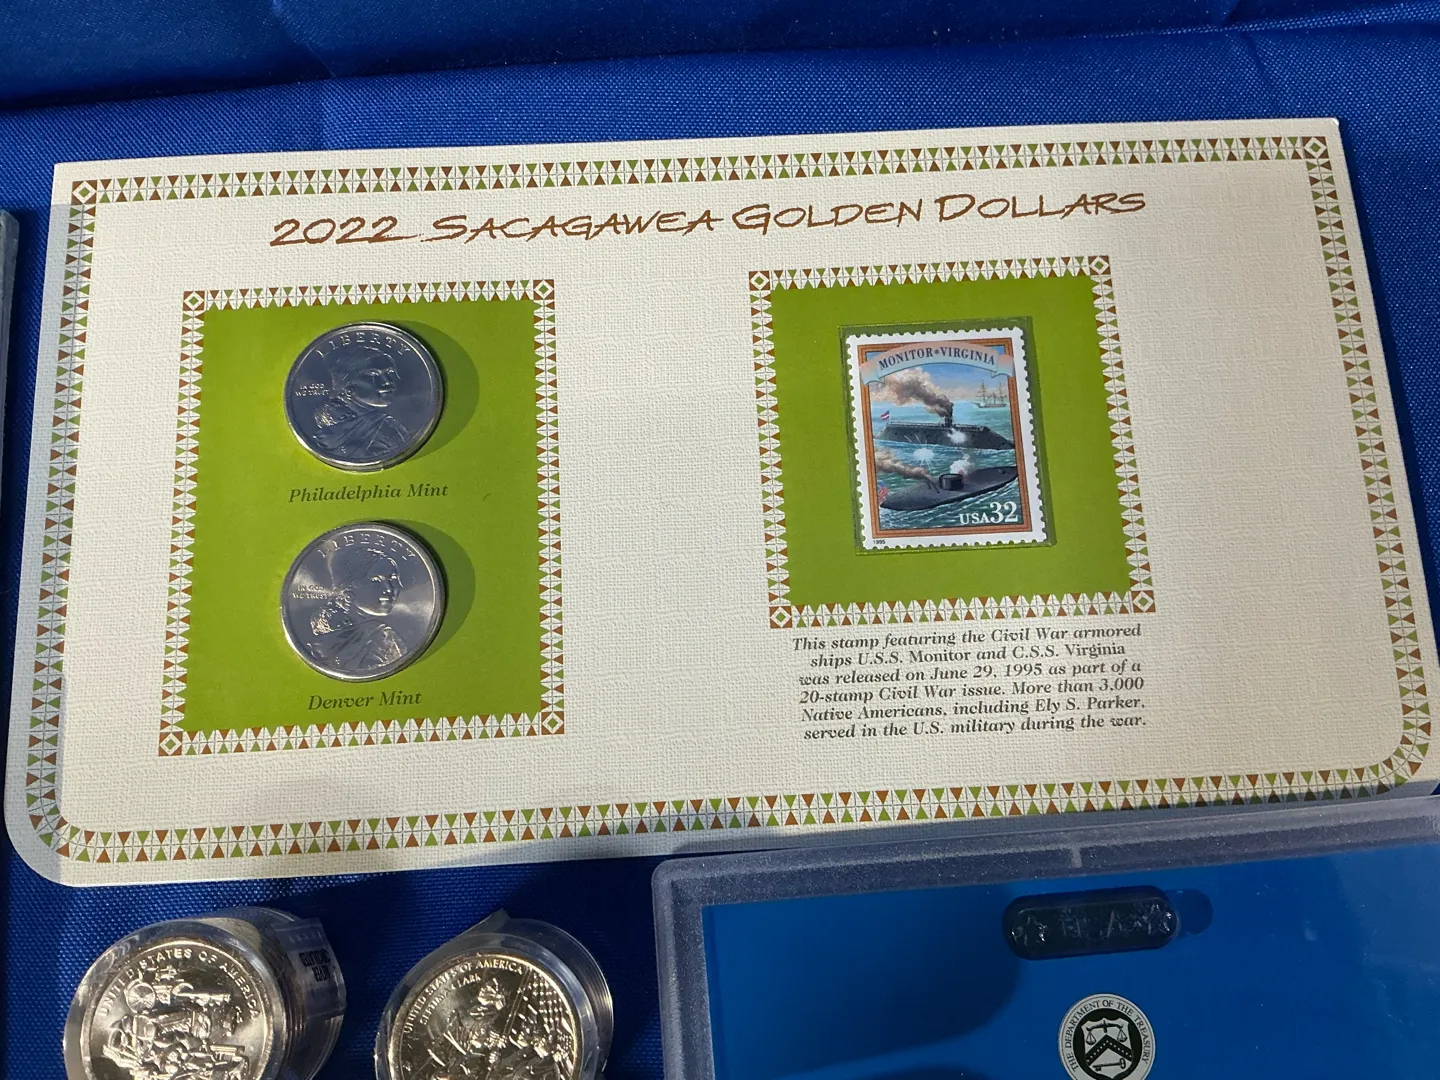 2022 SACAGAWEA GOLDEN DOLLARS
LIBERTY
IN GOD
WE TRUST
Philadelphia Mint
LIBERTY
IN GOD
WE TRUST
Denver Mint
MONITOR★VIRGINIA
USA32
1995
This stamp featuring the Civil War armored
ships U.S.S. Monitor and C.S.S. Virginia
was released on June 29, 1995 as part of a
20-stamp Civil War issue. More than 3,000
Native Americans, including Ely S. Parker,
served in the U.S. military during the war.
UNITED STATES OF AMERICA
UNITED STATES OF AMERICA
THE DEPARTMENT OF THE TREASURY